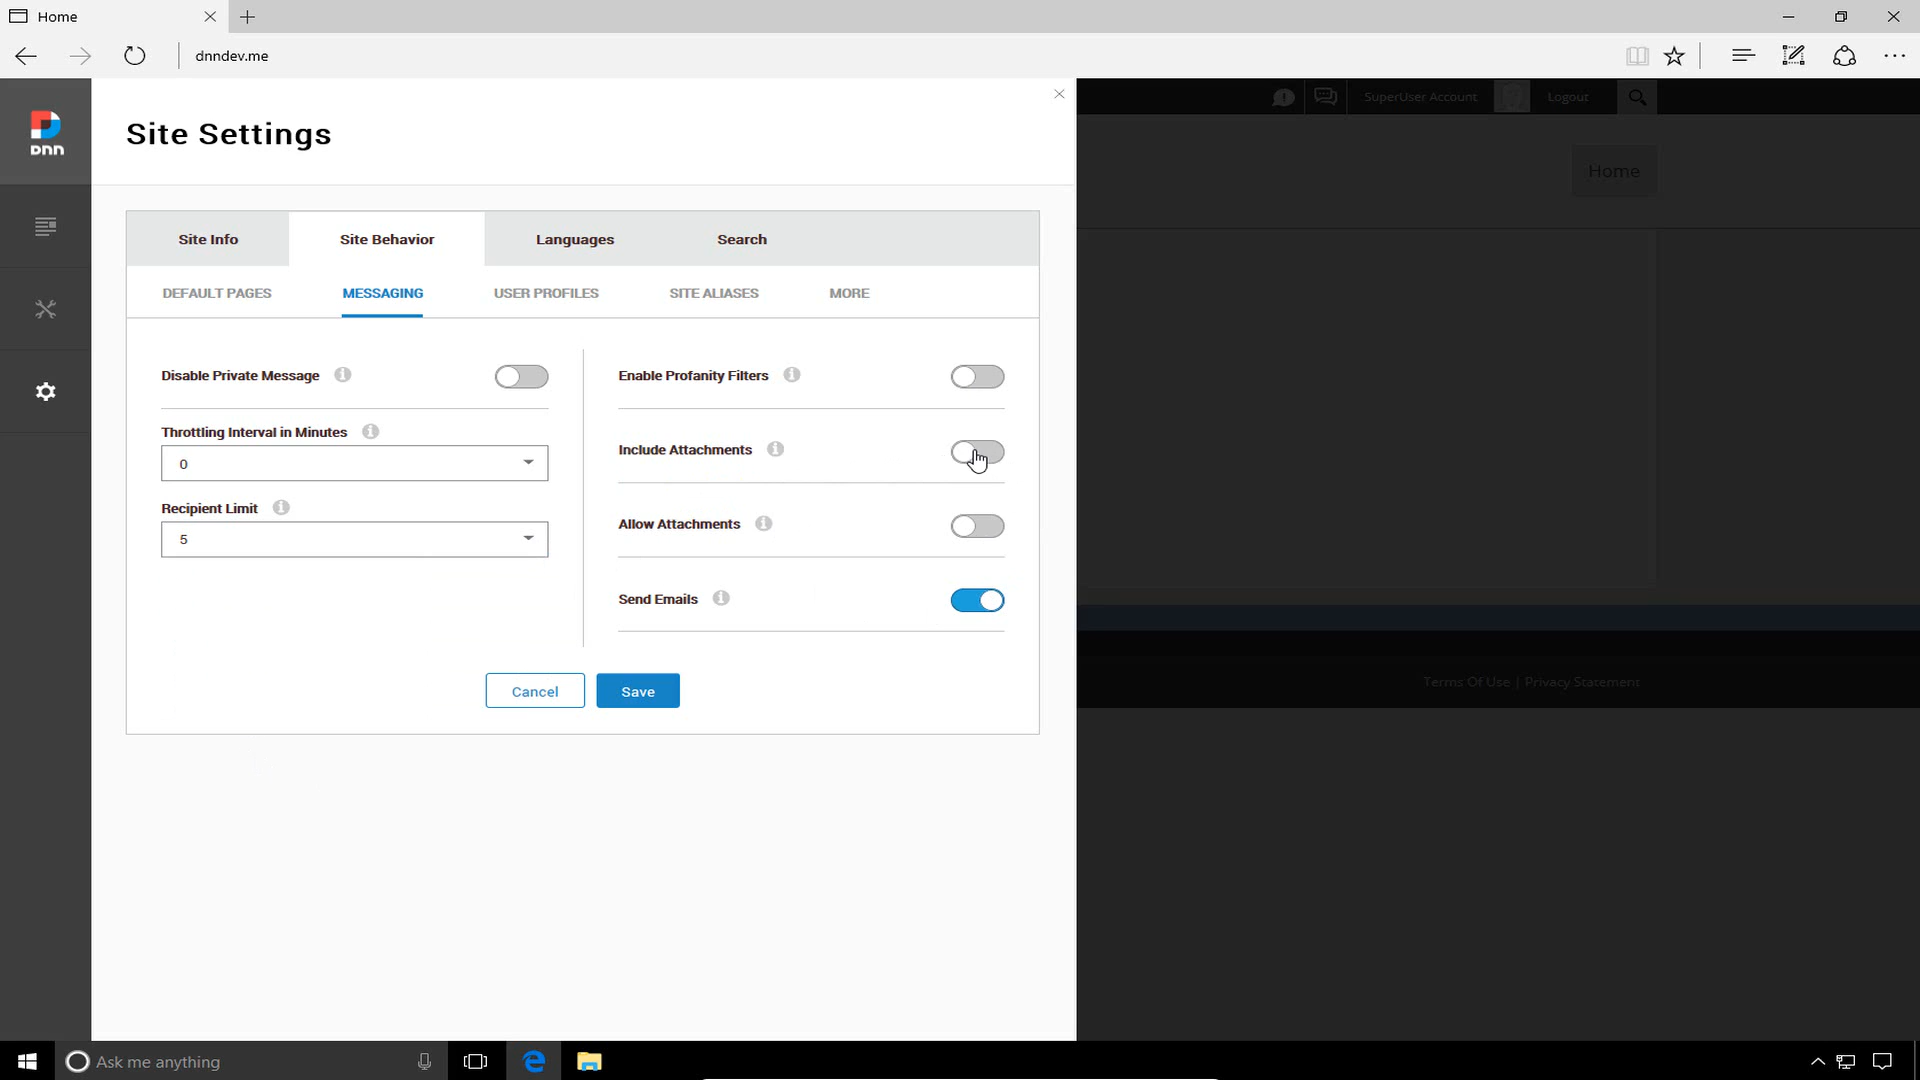 Home
dnndev.me
DNN
Site Settings
SuperUser Account
Logout
Home
Site Info
Site Behavior
Languages
Search
DEFAULT PAGES
MESSAGING
USER PROFILES
SITE ALIASES
MORE
Disable Private Message
Enable Profanity Filters
Throttling Interval in Minutes
0
Include Attachments
Recipient Limit
5
Allow Attachments
Send Emails
Cancel
Save
Terms Of Use | Privacy Statement
Ask me anything